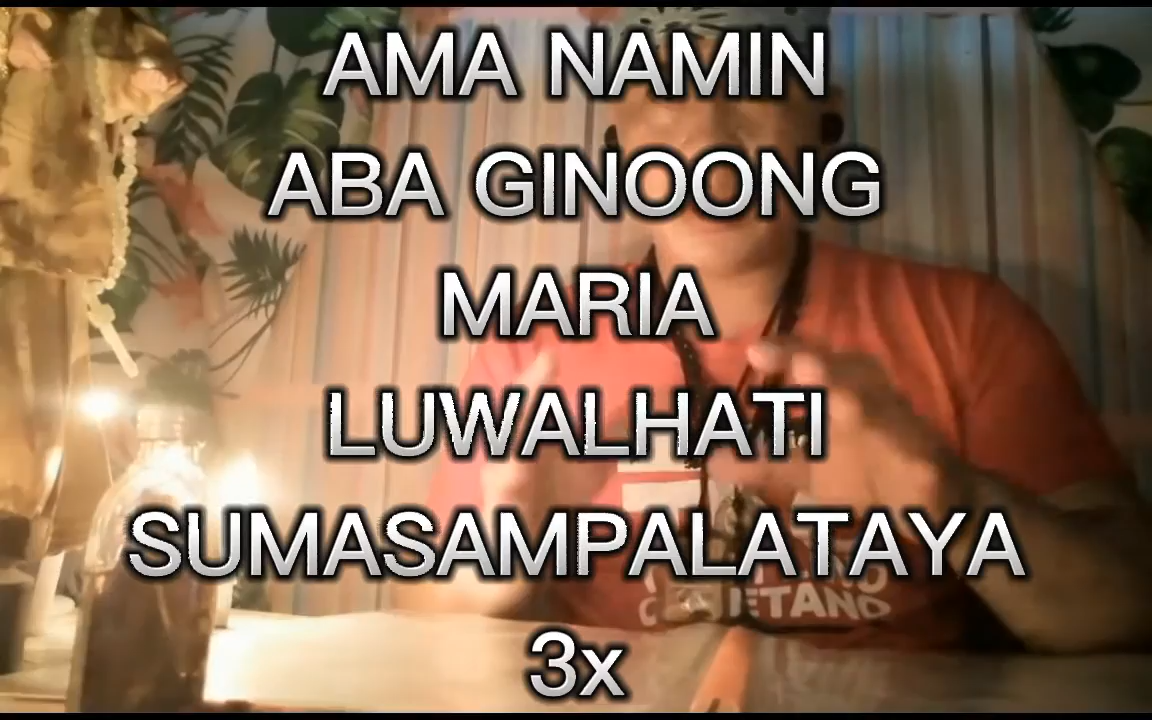 AMA NAMIN
ABA GINOONG
MARIA
LUWALHATI
SUMASAMPALATAYA
3x